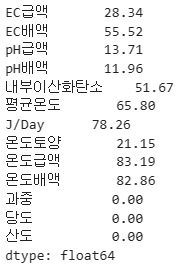 EC급액 28.34
EC배액 55.52
pH급액 13.71
pH배액 11.96
내부이산화탄소 51.67
평균온도 65.80
J/Day 78.26
온도토양 21.15
온도급액 83.19
온도배액 82.86
과중 0.00
당도 0.00
산도 0.00
dtype: float64